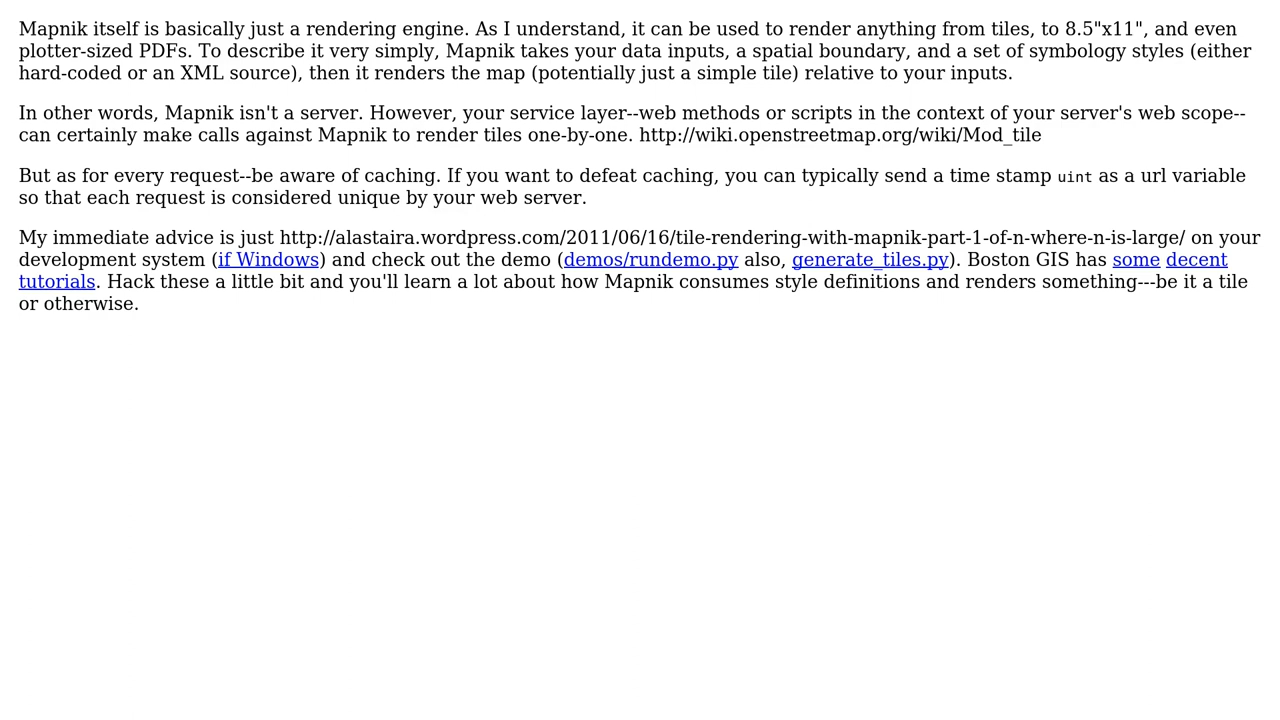 Mapnik itself is basically just a rendering engine. As I understand, it can be used to render anything from tiles, to 8.5"x11", and even
plotter-sized PDFs. To describe it very simply, Mapnik takes your data inputs, a spatial boundary, and a set of symbology styles (either
hard-coded or an XML source), then it renders the map (potentially just a simple tile) relative to your inputs.
In other words, Mapnik isn't a server. However, your service layer--web methods or scripts in the context of your server's web scope--
can certainly make calls against Mapnik to render tiles one-by-one. http://wiki.openstreetmap.org/wiki/Mod_tile
But as for every request--be aware of caching. If you want to defeat caching, you can typically send a time stamp uint as a url variable
so that each request is considered unique by your web server.
My immediate advice is just http://alastaira.wordpress.com/2011/06/16/tile-rendering-with-mapnik-part-1-of-n-where-n-is-large/ on your
development system (if Windows) and check out the demo (demos/rundemo.py also, generate_tiles.py). Boston GIS has some decent
tutorials. Hack these a little bit and you'll learn a lot about how Mapnik consumes style definitions and renders something---be it a tile
or otherwise.